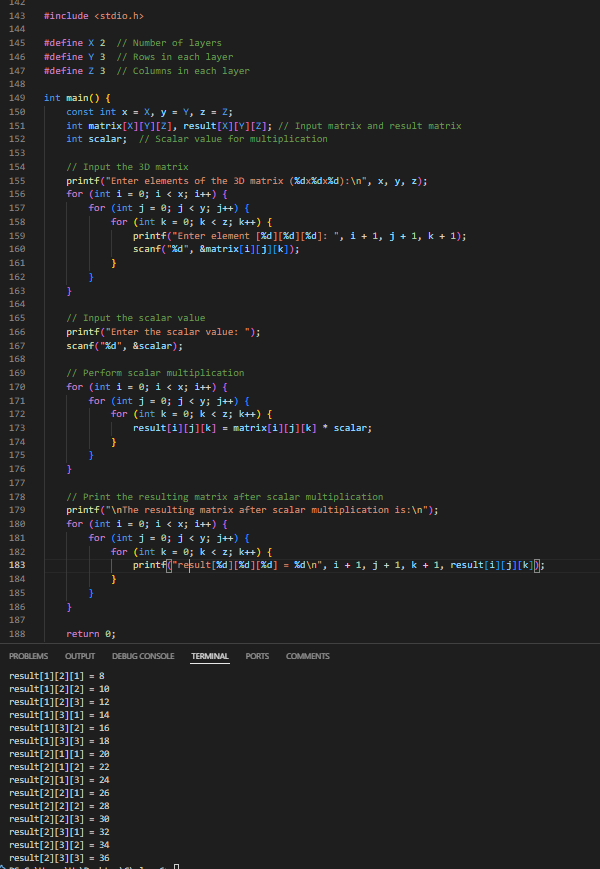 142
143 #include <stdio.h>
144
145 #define X 2  // Number of layers
146 #define Y 3  // Rows in each layer
147 #define Z 3  // Columns in each layer
148
149 int main() {
150     const int x = X, y = Y, z = Z;
151     int matrix[X][Y][Z], result[X][Y][Z]; // Input matrix and result matrix
152     int scalar;  // Scalar value for multiplication
153
154     // Input the 3D matrix
155     printf("Enter elements of the 3D matrix (%dx%dx%d):\n", x, y, z);
156     for (int i = 0; i < x; i++) {
157         for (int j = 0; j < y; j++) {
158             for (int k = 0; k < z; k++) {
159                 printf("Enter element [%d][%d][%d]: ", i + 1, j + 1, k + 1);
160                 scanf("%d", &matrix[i][j][k]);
161             }
162         }
163     }
164
165     // Input the scalar value
166     printf("Enter the scalar value: ");
167     scanf("%d", &scalar);
168
169     // Perform scalar multiplication
170     for (int i = 0; i < x; i++) {
171         for (int j = 0; j < y; j++) {
172             for (int k = 0; k < z; k++) {
173                 result[i][j][k] = matrix[i][j][k] * scalar;
174             }
175         }
176     }
177
178     // Print the resulting matrix after scalar multiplication
179     printf("\nThe resulting matrix after scalar multiplication is:\n");
180     for (int i = 0; i < x; i++) {
181         for (int j = 0; j < y; j++) {
182             for (int k = 0; k < z; k++) {
183                 printf("result[%d][%d][%d] = %d\n", i + 1, j + 1, k + 1, result[i][j][k]);
184             }
185         }
186     }
187
188     return 0;
PROBLEMS OUTPUT DEBUG CONSOLE TERMINAL PORTS COMMENTS
result[1][2][1] = 8
result[1][2][2] = 10
result[1][2][3] = 12
result[1][3][1] = 14
result[1][3][2] = 16
result[1][3][3] = 18
result[2][1][1] = 20
result[2][1][2] = 22
result[2][1][3] = 24
result[2][2][1] = 26
result[2][2][2] = 28
result[2][2][3] = 30
result[2][3][1] = 32
result[2][3][2] = 34
result[2][3][3] = 36